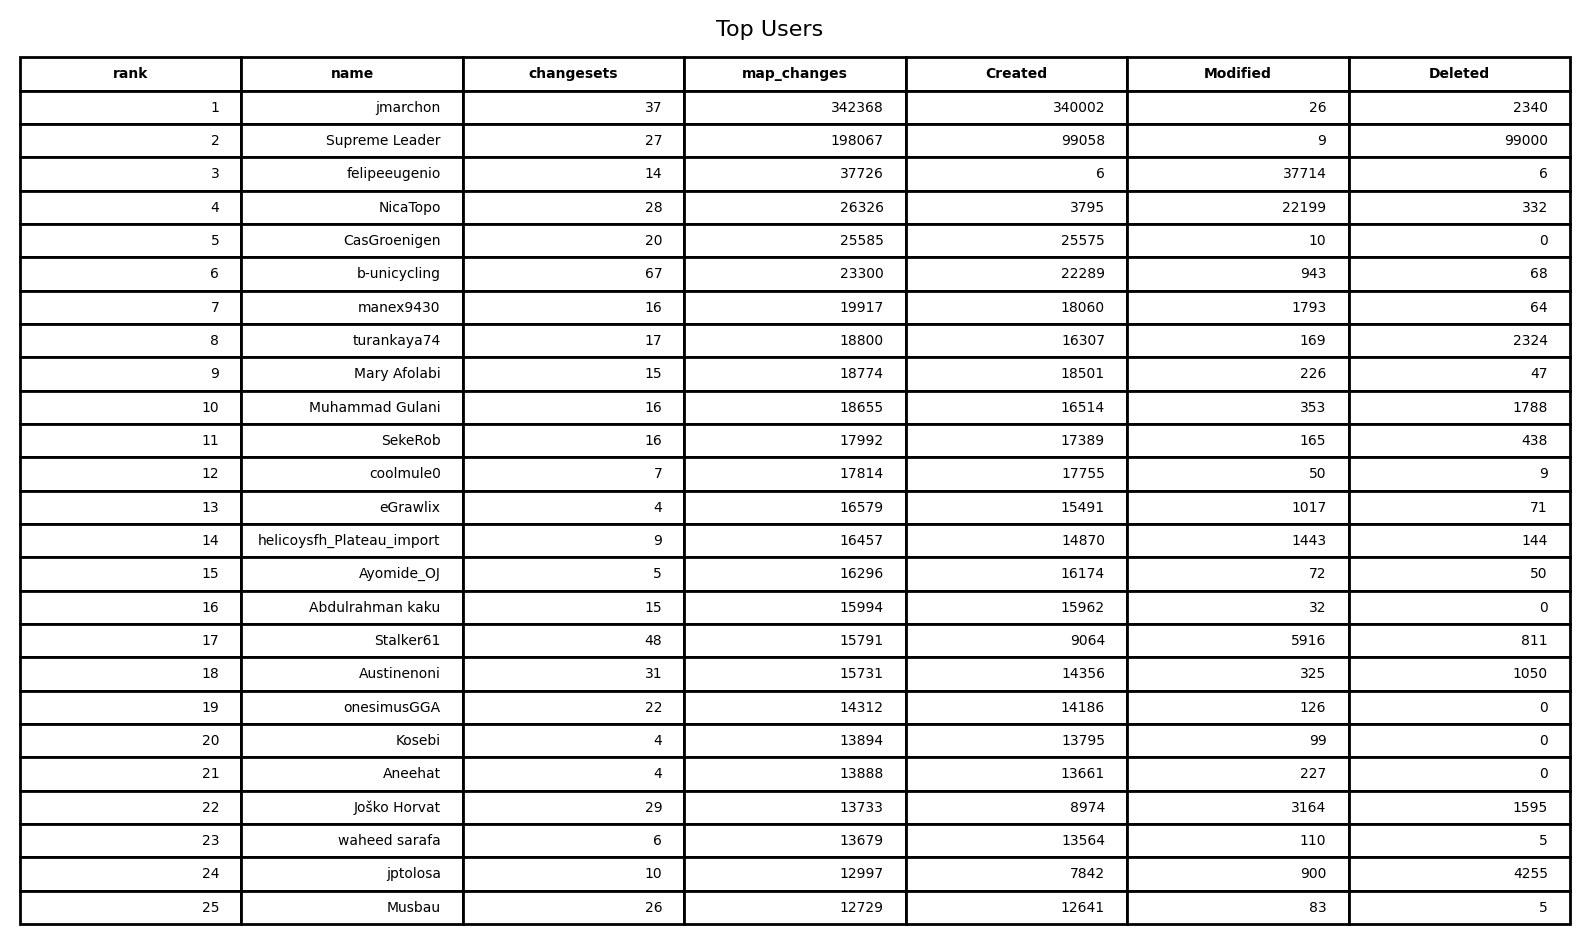 Top Users
rank name changesets map_changes Created Modified Deleted
1 jmarchon 37 342368 340002 26 2340
2 Supreme Leader 27 198067 99058 9 99000
3 felipeeugenio 14 37726 6 37714 6
4 NicaTopo 28 26326 3795 22199 332
5 CasGroenigen 20 25585 25575 10 0
6 b-unicycling 67 23300 22289 943 68
7 manex9430 16 19917 18060 1793 64
8 turankaya74 17 18800 16307 169 2324
9 Mary Afolabi 15 18774 18501 226 47
10 Muhammad Gulani 16 18655 16514 353 1788
11 SekeRob 16 17992 17389 165 438
12 coolmule0 7 17814 17755 50 9
13 eGrawlix 4 16579 15491 1017 71
14 helicoysfh_Plateau_import 9 16457 14870 1443 144
15 Ayomide_OJ 5 16296 16174 72 50
16 Abdulrahman kaku 15 15994 15962 32 0
17 Stalker61 48 15791 9064 5916 811
18 Austinenoni 31 15731 14356 325 1050
19 onesimusGGA 22 14312 14186 126 0
20 Kosebi 4 13894 13795 99 0
21 Aneehat 4 13888 13661 227 0
22 Joško Horvat 29 13733 8974 3164 1595
23 waheed sarafa 6 13679 13564 110 5
24 jptolosa 10 12997 7842 900 4255
25 Musbau 26 12729 12641 83 5